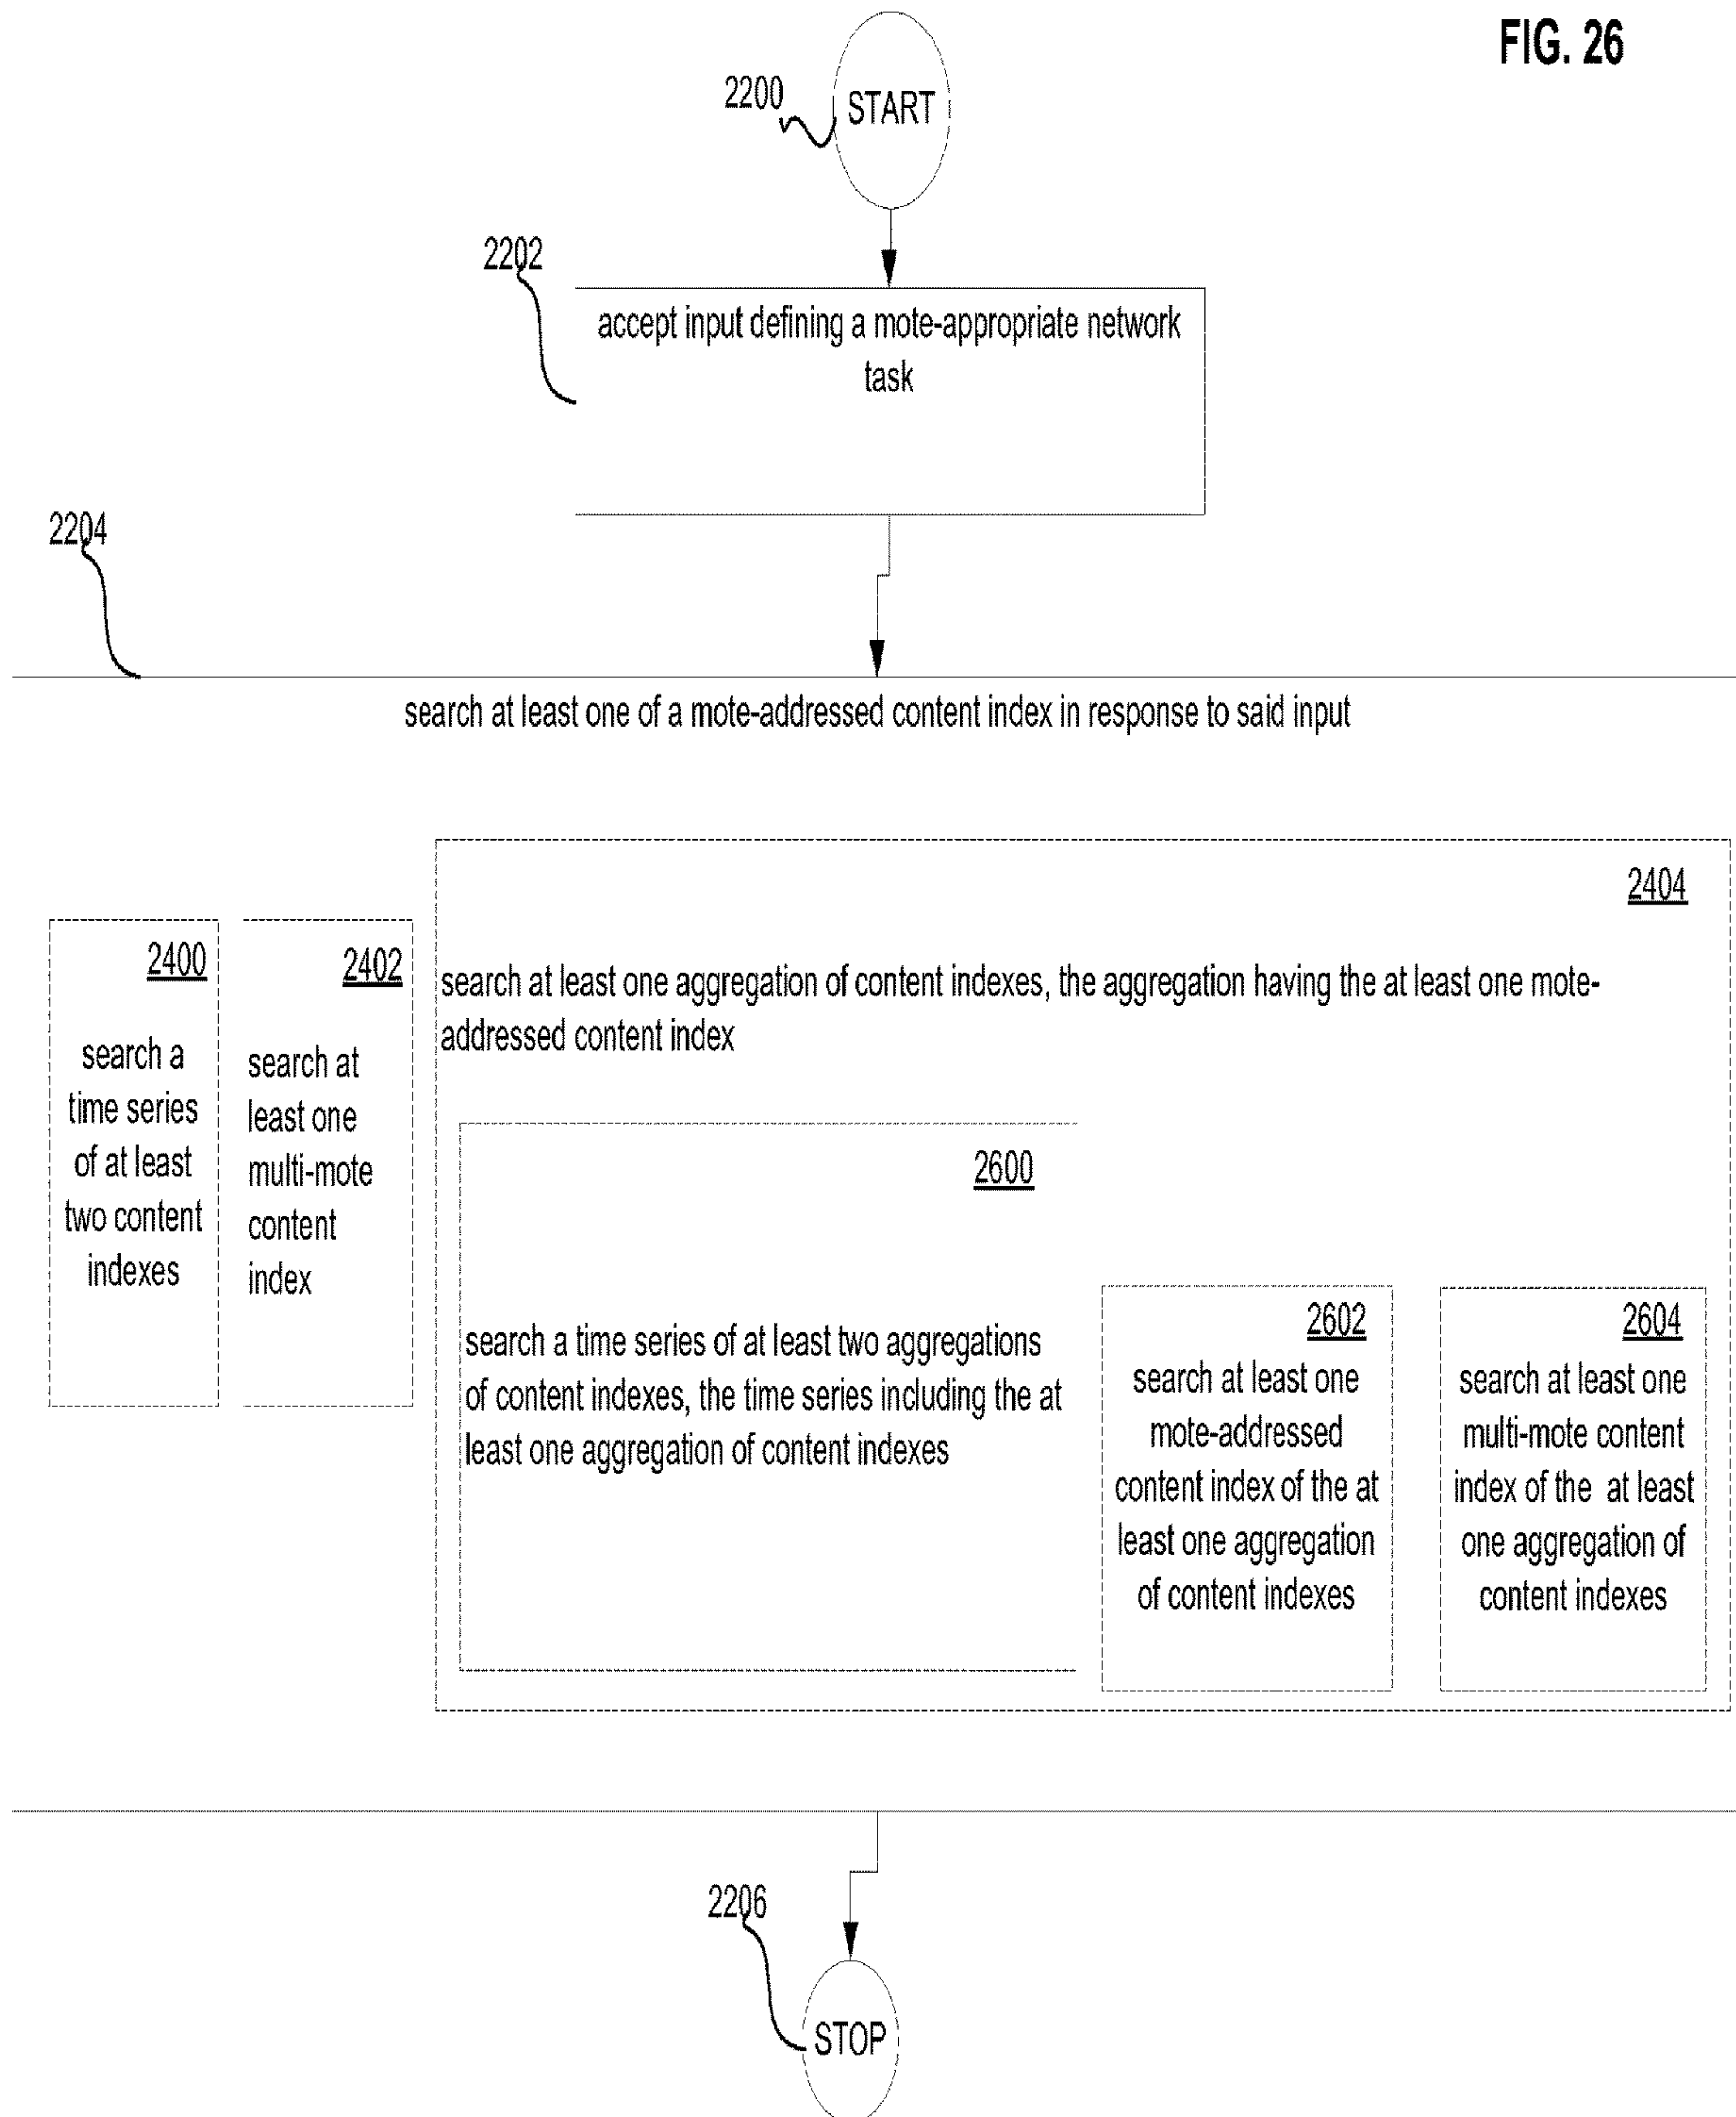 FIG. 26
2200
START
2202
accept input defining a mote-appropriate network
task
2204
search at least one of a mote-addressed content index in response to said input
2404
search at least one aggregation of content indexes, the aggregation having the at least one mote-
addressed content index
2400
search a
time series
of at least
two content
indexes
2402
search at
least one
multi-mote
content
index
2600
search a time series of at least two aggregations
of content indexes, the time series including the at
least one aggregation of content indexes
2602
search at least one
mote-addressed
content index of the at
least one aggregation
of content indexes
2604
search at least one
multi-mote content
index of the at least
one aggregation of
content indexes
2206
STOP